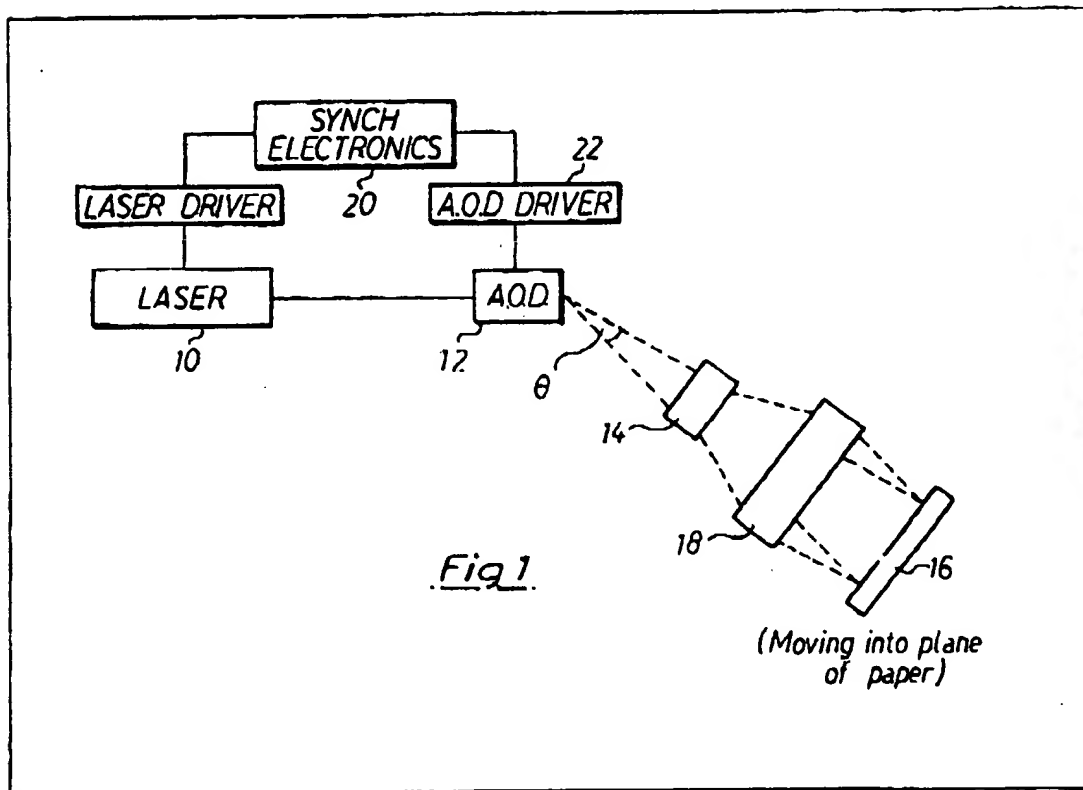 SYNCH
ELECTRONICS
20
22
LASER DRIVER
A.O.D DRIVER
LASER
A.O.D.
10
12
θ
14
18
16
Fig 1
(Moving into plane
of paper)